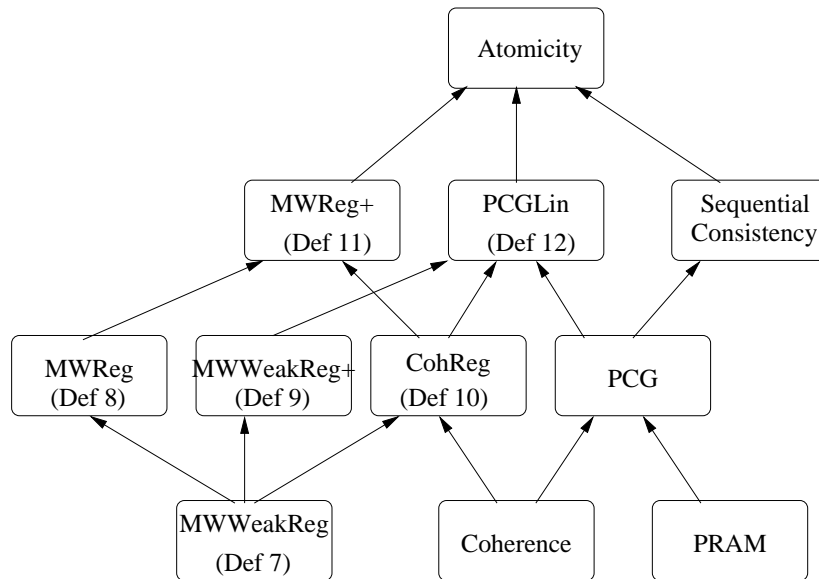 Atomicity
MWReg+
(Def 11)
PCGLin
(Def 12)
Sequential
Consistency
MWReg
(Def 8)
MWWeakReg+
(Def 9)
CohReg
(Def 10)
PCG
MWWeakReg
(Def 7)
Coherence
PRAM